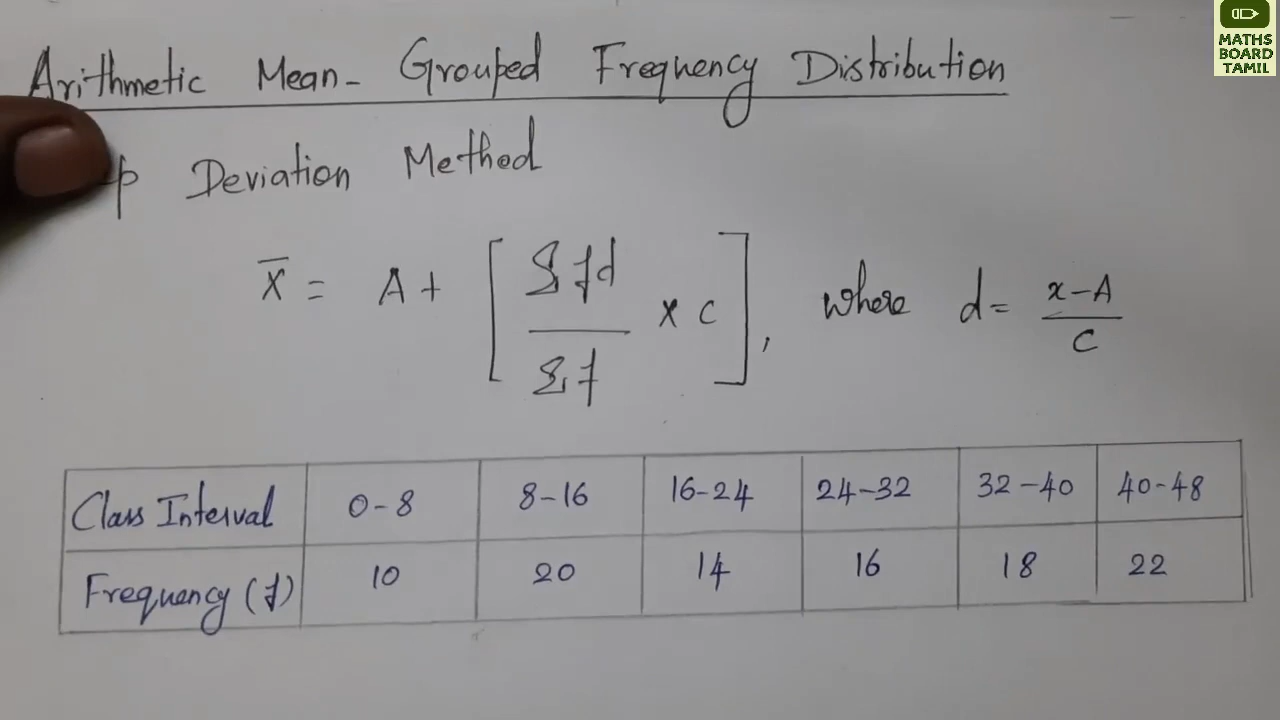 MATHS
BOARD
TAMIL
Arithmetic Mean- Grouped Frequency Distribution
Deviation Method
X̅ = A + [ Σfd / Σf × c ], where d = x-A / c
Class Interval 0-8 8-16 16-24 24-32 32-40 40-48
Frequency (f) 10 20 14 16 18 22